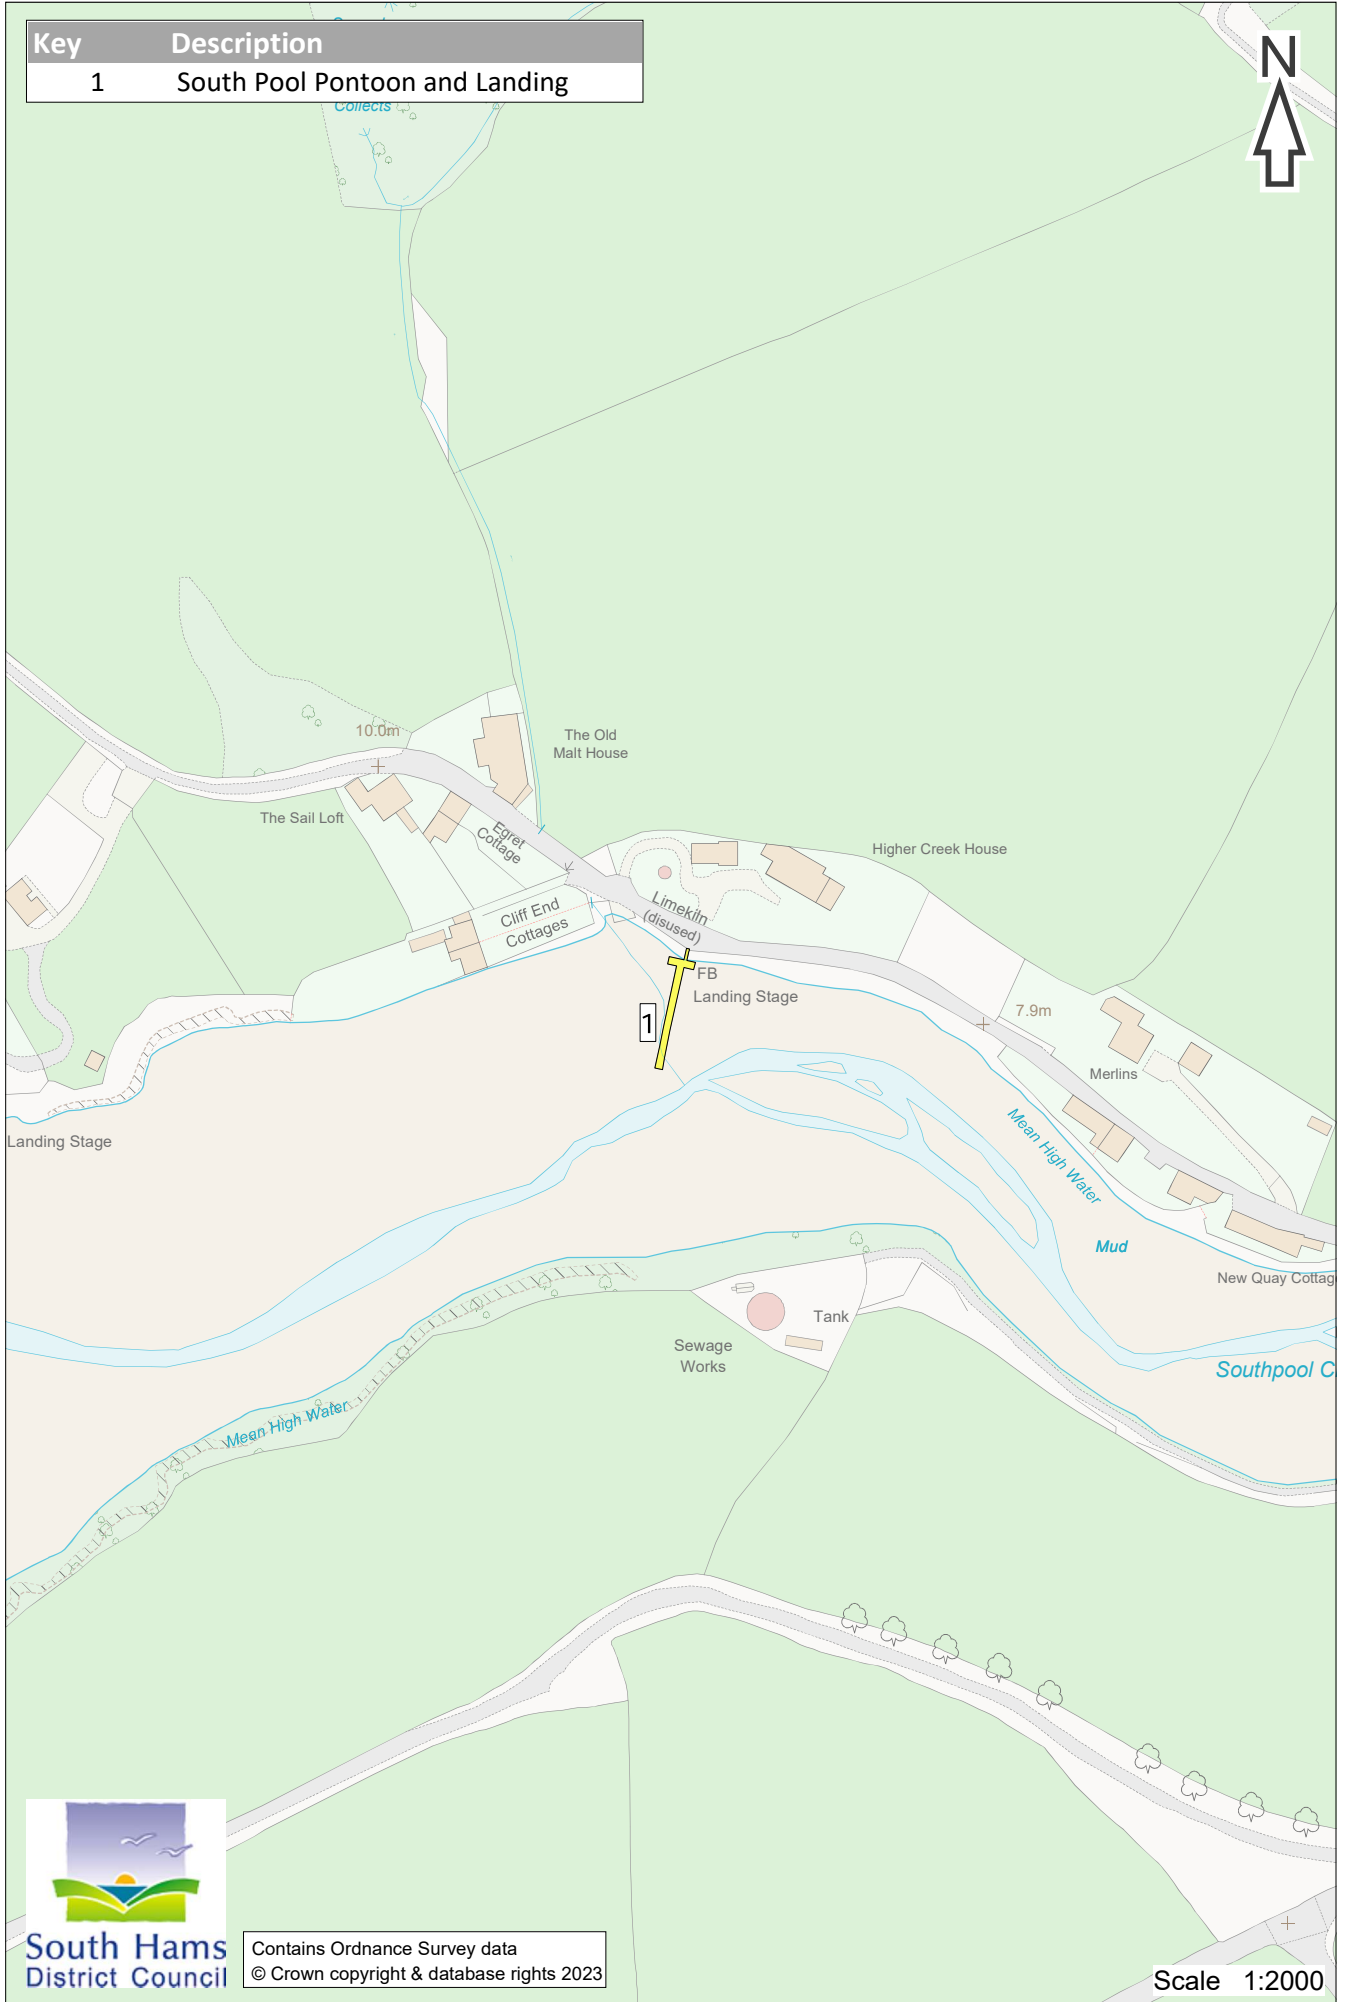 Key Description
1 South Pool Pontoon and Landing
Collects
N
10.0m
The Old
Malt House
The Sail Loft
Egret
Cottage
Higher Creek House
Limekiln
(disused)
Cliff End
Cottages
FB
Landing Stage
1
7.9m
Merlins
Landing Stage
Mean High Water
Mud
New Quay Cottag
Tank
Sewage
Works
Southpool C
Mean High Water
South Hams
District Council
Contains Ordnance Survey data
© Crown copyright & database rights 2023
Scale 1:2000